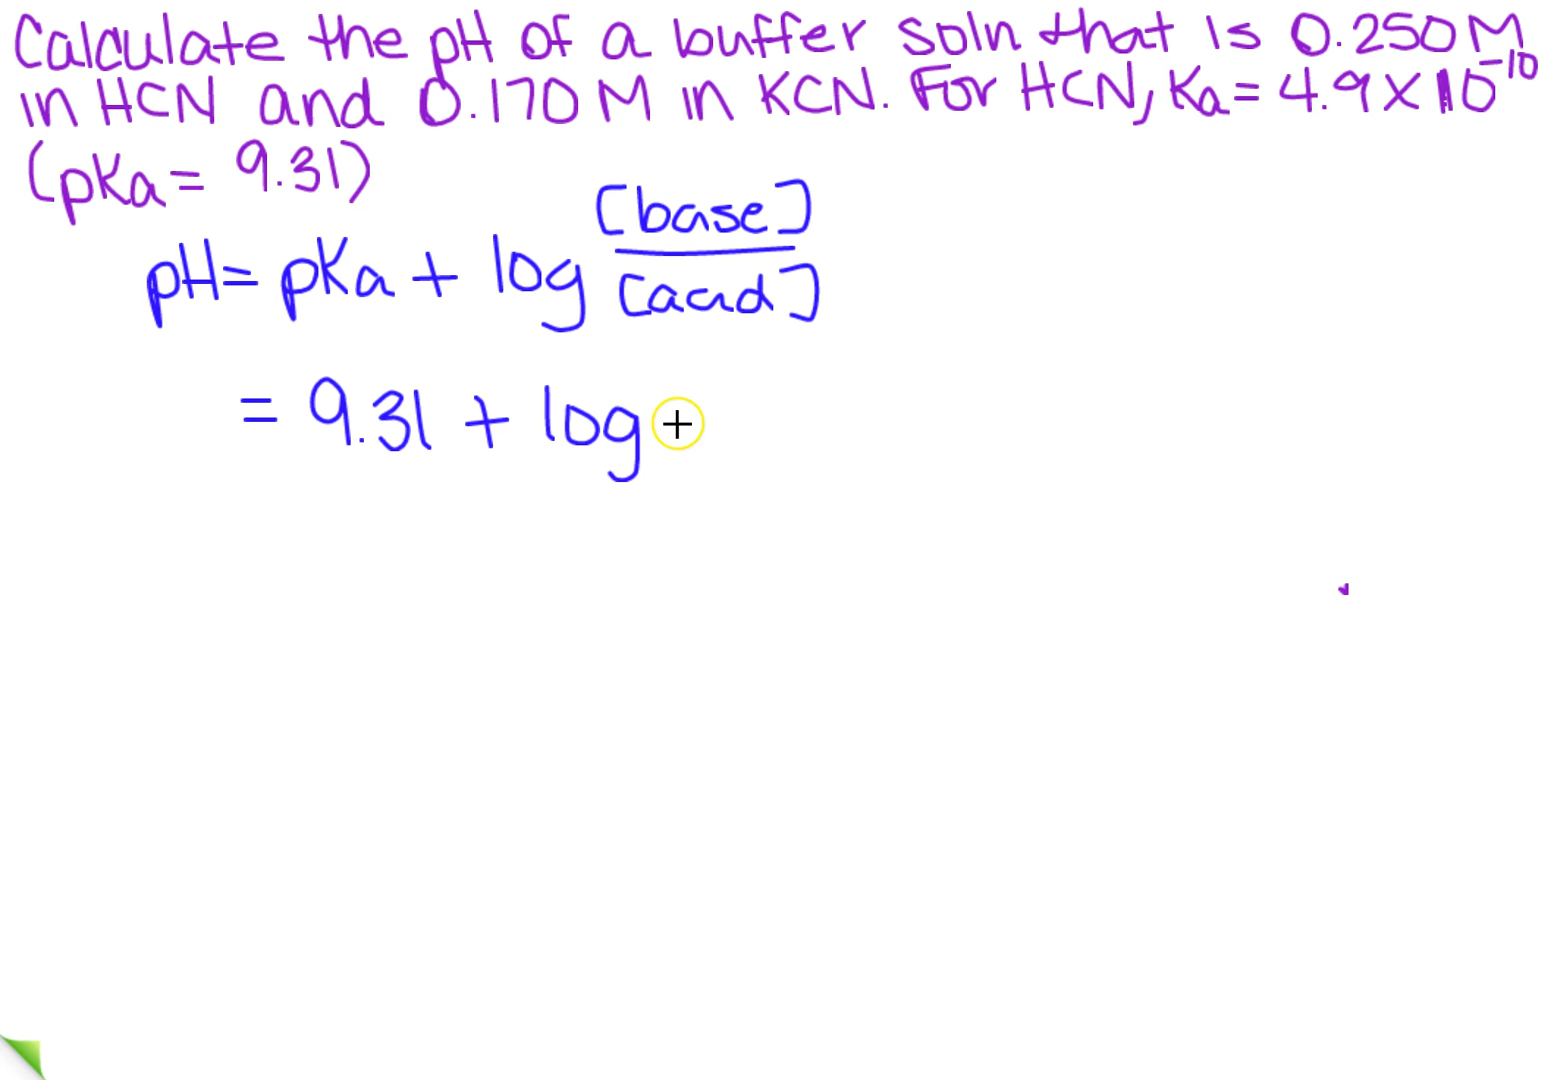 Calculate the pH of a buffer soln that is 0.250 M
in HCN and 0.170 M in KCN. For HCN, Ka = 4.9 x 10⁻¹⁰
(pKa = 9.31)
pH = pKa + log [base] / [acid]
= 9.31 + log